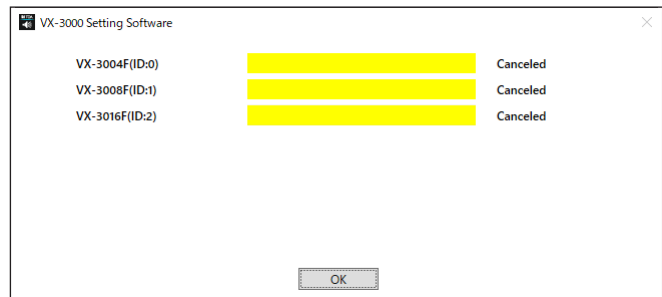 VX-3000 Setting Software
VX-3004F(ID:0) Canceled
VX-3008F(ID:1) Canceled
VX-3016F(ID:2) Canceled
OK